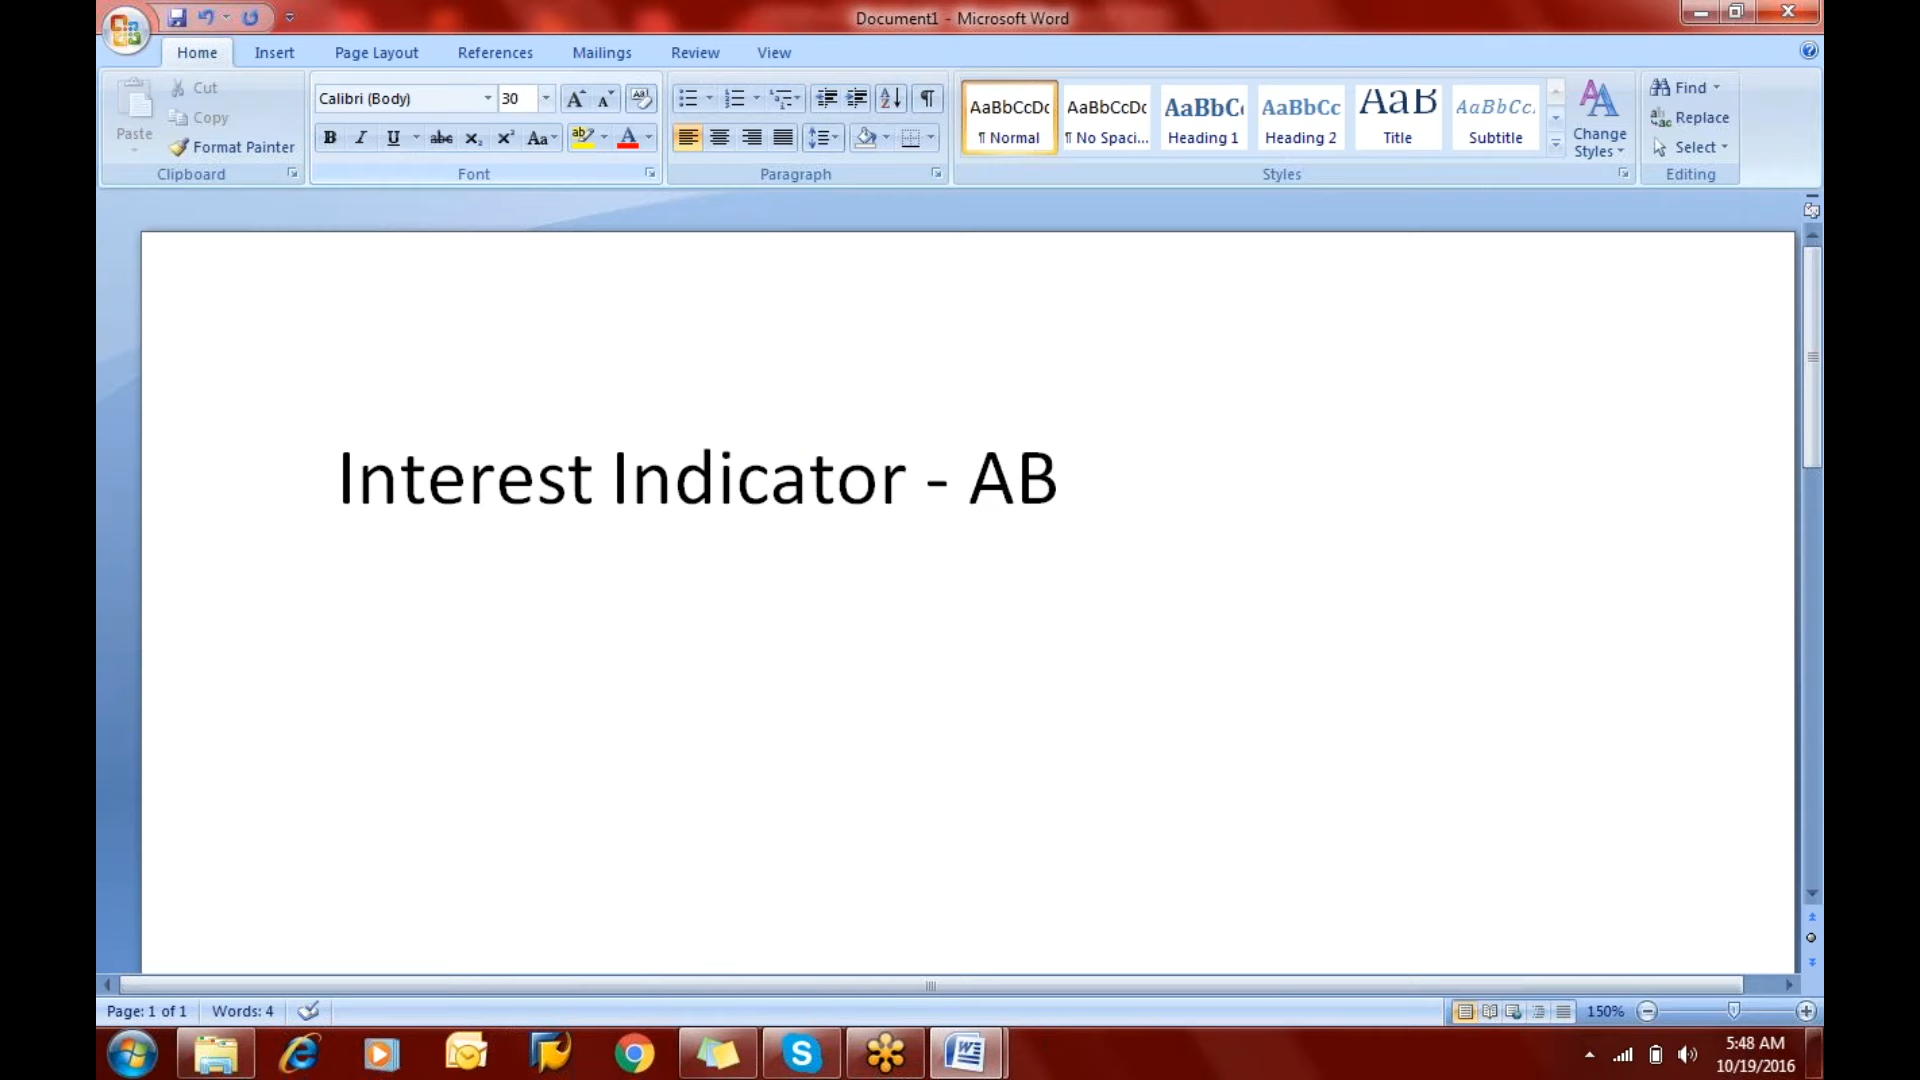 Document1 - Microsoft Word
Home Insert Page Layout References Mailings Review View
Paste
Cut
Copy
Format Painter
Clipboard
Calibri (Body) 30
Font
Paragraph
AaBbCcDc AaBbCcDc AaBbC AaBbCc AaB AaBbCc.
¶ Normal ¶ No Spaci... Heading 1 Heading 2 Title Subtitle
Change
Styles
Styles
Find
Replace
Select
Editing
Interest Indicator - AB
Page: 1 of 1 Words: 4 150%
5:48 AM
10/19/2016